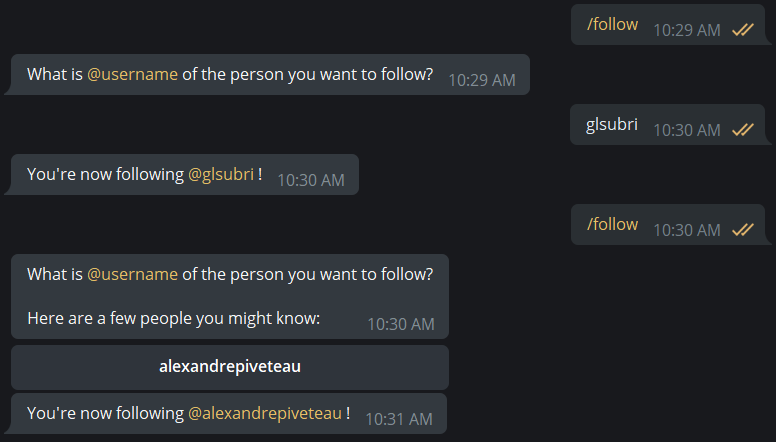 /follow 10:29 AM
What is @username of the person you want to follow? 10:29 AM
glsubri 10:30 AM
You're now following @glsubri ! 10:30 AM
/follow 10:30 AM
What is @username of the person you want to follow?
Here are a few people you might know: 10:30 AM
alexandrepiveteau
You're now following @alexandrepiveteau ! 10:31 AM